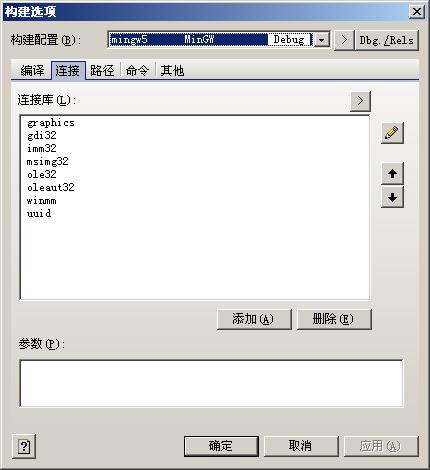 构建选项
构建配置(B): mingw5 MinGW Debug > Dbg./Rels
编译 连接 路径 命令 其他
连接库(L): >
graphics
gdi32
imm32
msimg32
ole32
oleaut32
winmm
uuid
添加(A) 删除(E)
参数(P):
? 确定 取消 应用(A)